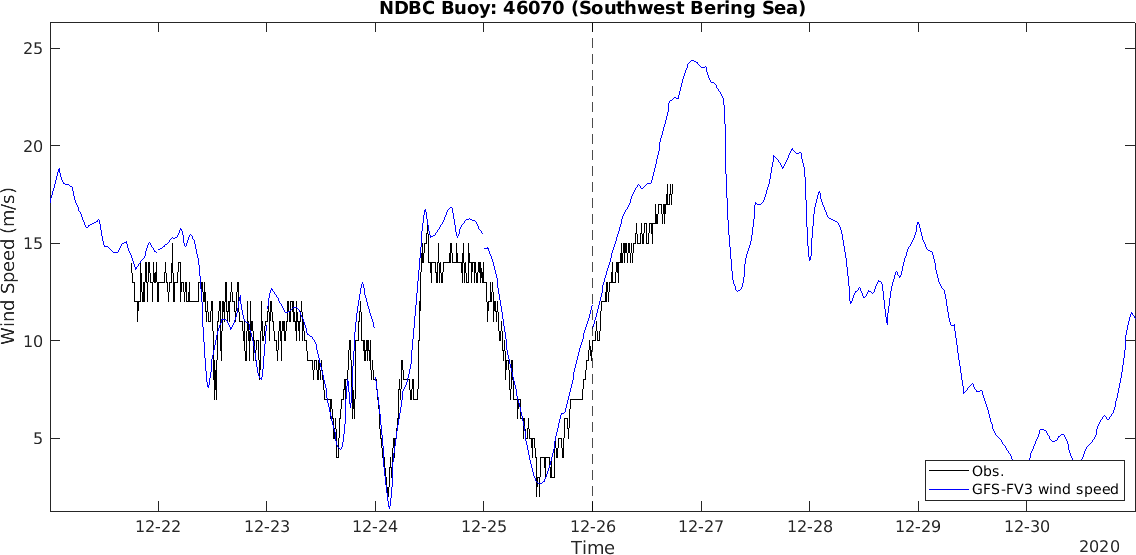 NDBC Buoy: 46070 (Southwest Bering Sea)
Wind Speed (m/s)
25
20
15
10
5
Obs.
GFS-FV3 wind speed
12-22 12-23 12-24 12-25 12-26 12-27 12-28 12-29 12-30
Time
2020